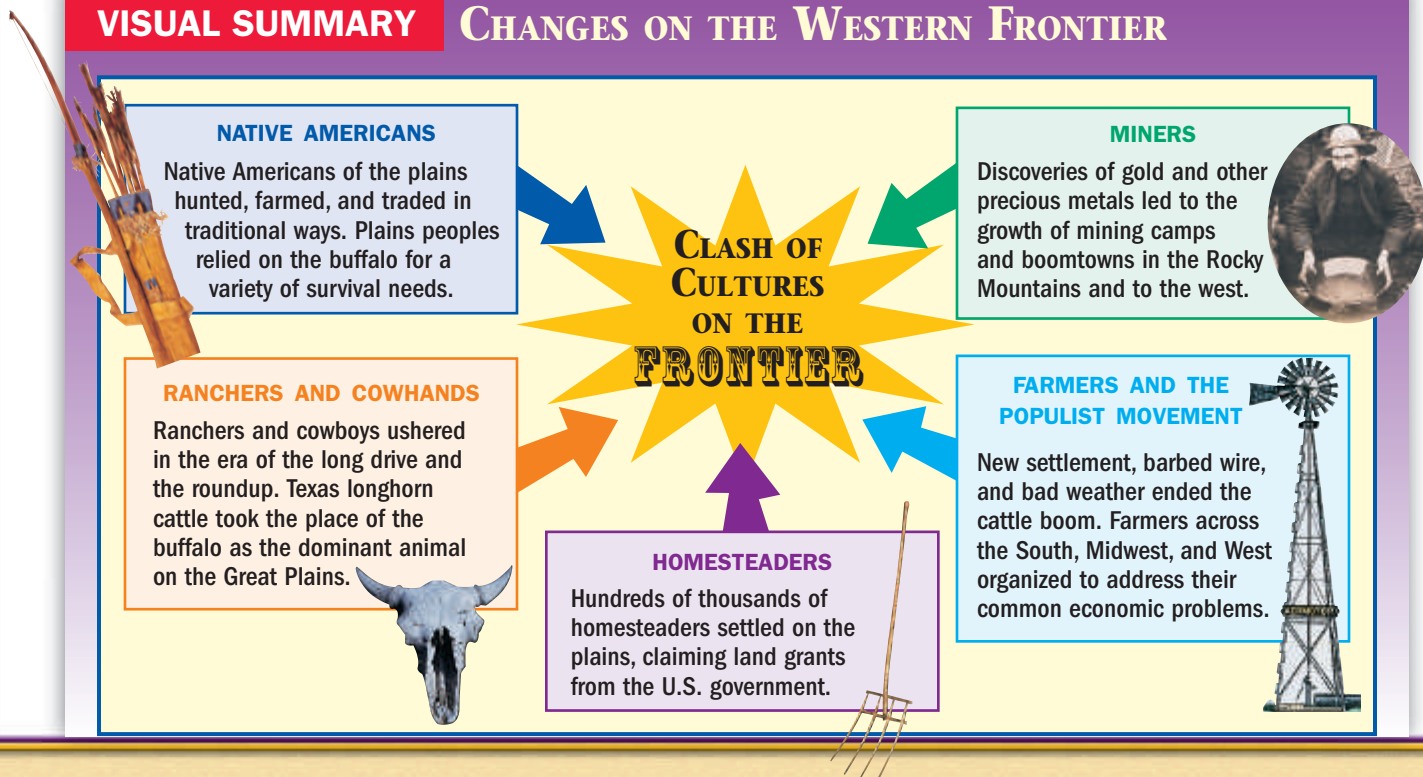 VISUAL SUMMARY
CHANGES ON THE WESTERN FRONTIER
NATIVE AMERICANS
Native Americans of the plains
hunted, farmed, and traded in
traditional ways. Plains peoples
relied on the buffalo for a
variety of survival needs.
RANCHERS AND COWHANDS
Ranchers and cowboys ushered
in the era of the long drive and
the roundup. Texas longhorn
cattle took the place of the
buffalo as the dominant animal
on the Great Plains.
CLASH OF
CULTURES
ON THE
FRONTIER
HOMESTEADERS
Hundreds of thousands of
homesteaders settled on the
plains, claiming land grants
from the U.S. government.
MINERS
Discoveries of gold and other
precious metals led to the
growth of mining camps
and boomtowns in the Rocky
Mountains and to the west.
FARMERS AND THE
POPULIST MOVEMENT
New settlement, barbed wire,
and bad weather ended the
cattle boom. Farmers across
the South, Midwest, and West
organized to address their
common economic problems.